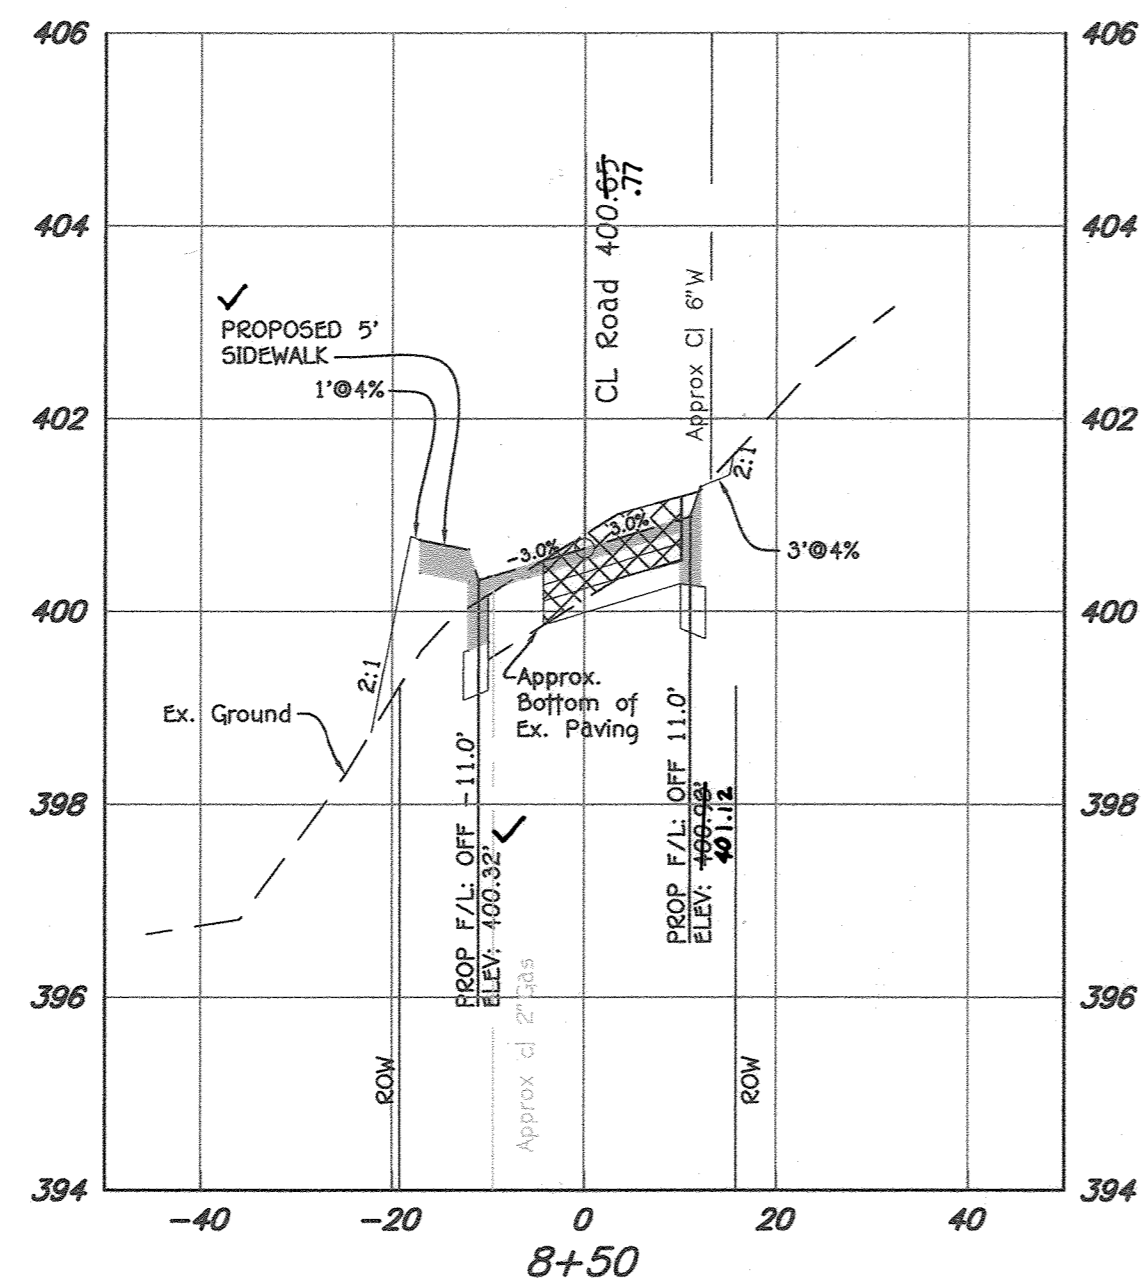 406 406
404 404
402 402
400 400
398 398
396 396
394 394
CL Road 400.65
.77
Approx Cl 6"W
✓
PROPOSED 5'
SIDEWALK
1'@4%
2:1
-3.0%
3.0%
2:1
3'@4%
2:1
Ex. Ground
Approx.
Bottom of
Ex. Paving
PROP F/L: OFF -11.0'
ELEV: 400.32' ✓
PROP F/L: OFF 11.0'
ELEV: 400.98'
401.12
Approx cl 2"Gas
ROW
ROW
-40 -20 0 20 40
8+50